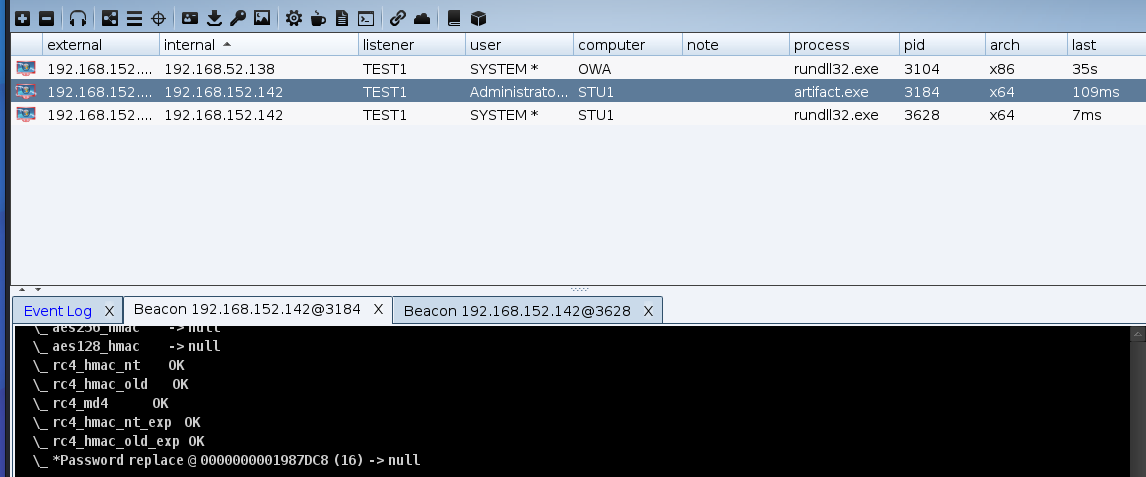 external internal listener user computer note process pid arch last
192.168.152.... 192.168.52.138 TEST1 SYSTEM * OWA rundll32.exe 3104 x86 35s
192.168.152.... 192.168.152.142 TEST1 Administrato... STU1 artifact.exe 3184 x64 109ms
192.168.152.... 192.168.152.142 TEST1 SYSTEM * STU1 rundll32.exe 3628 x64 7ms
Event Log X Beacon 192.168.152.142@3184 X Beacon 192.168.152.142@3628 X
\_ aes256_hmac -> null
\_ aes128_hmac -> null
\_ rc4_hmac_nt OK
\_ rc4_hmac_old OK
\_ rc4_md4 OK
\_ rc4_hmac_nt_exp OK
\_ rc4_hmac_old_exp OK
\_ *Password replace @ 0000000001987DC8 (16) -> null